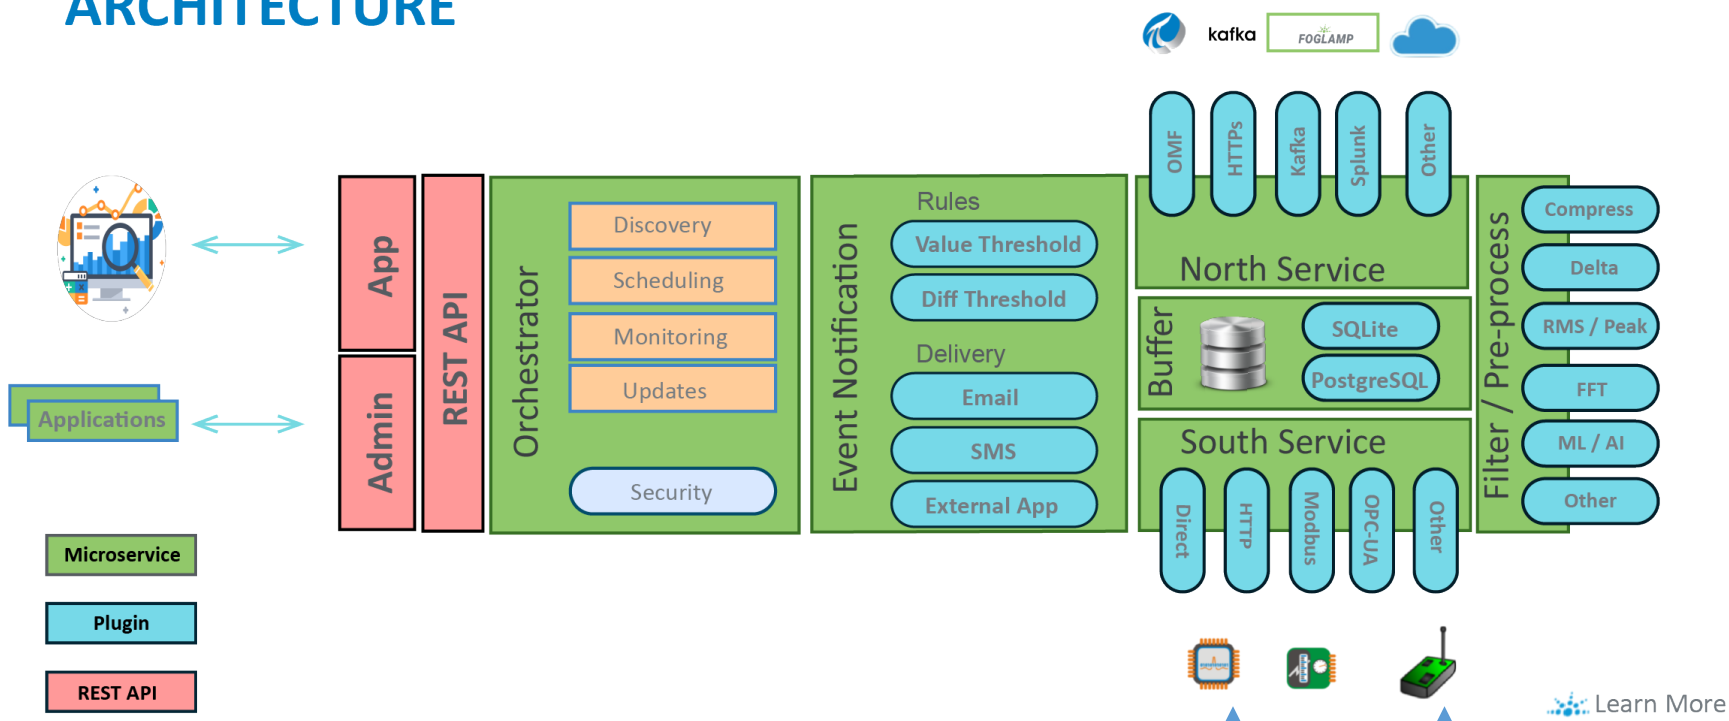 ARCHITECTURE
kafka
FOGLAMP
OMF
HTTPs
Kafka
Splunk
Other
App
Admin
REST API
Orchestrator
Discovery
Scheduling
Monitoring
Updates
Security
Event Notification
Rules
Value Threshold
Diff Threshold
Delivery
Email
SMS
External App
North Service
Buffer
SQLite
PostgreSQL
South Service
Direct
HTTP
Modbus
OPC-UA
Other
Filter / Pre-process
Compress
Delta
RMS / Peak
FFT
ML / AI
Other
Applications
Microservice
Plugin
REST API
Learn More